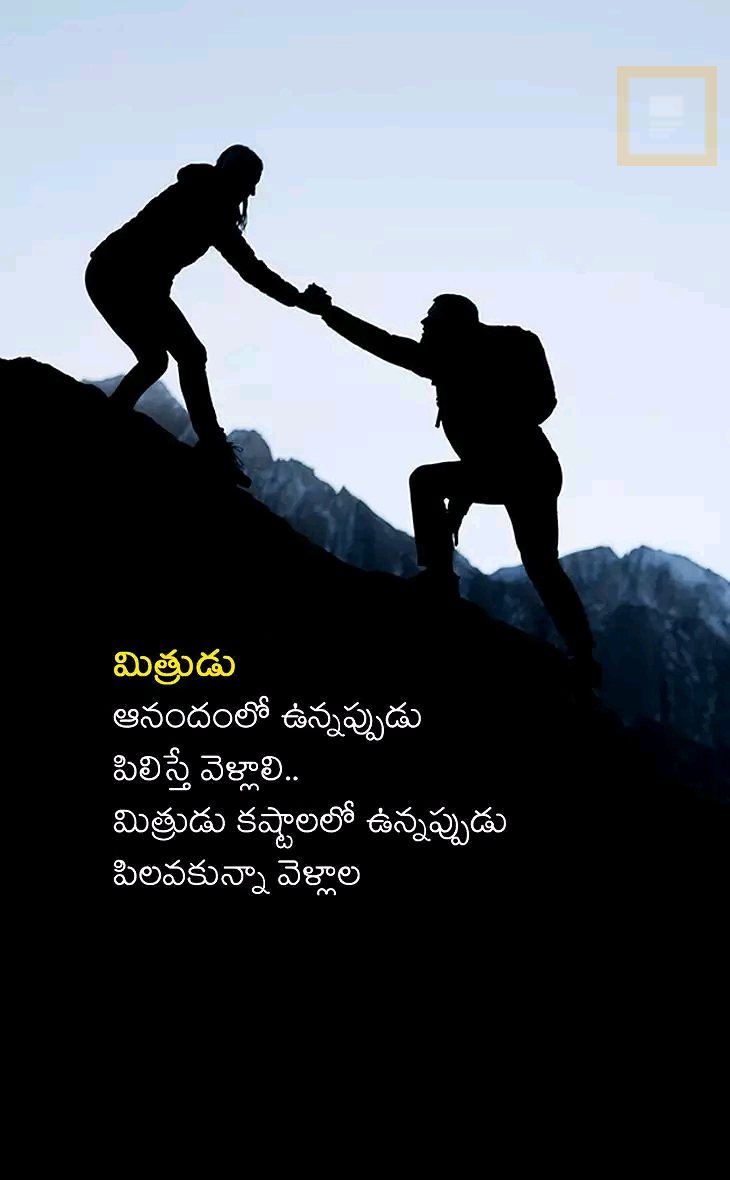 మిత్రుడు
ఆనందంలో ఉన్నప్పుడు
పిలిస్తే వెళ్లాలి..
మిత్రుడు కష్టాలలో ఉన్నప్పుడు
పిలవకున్నా వెళ్లాల